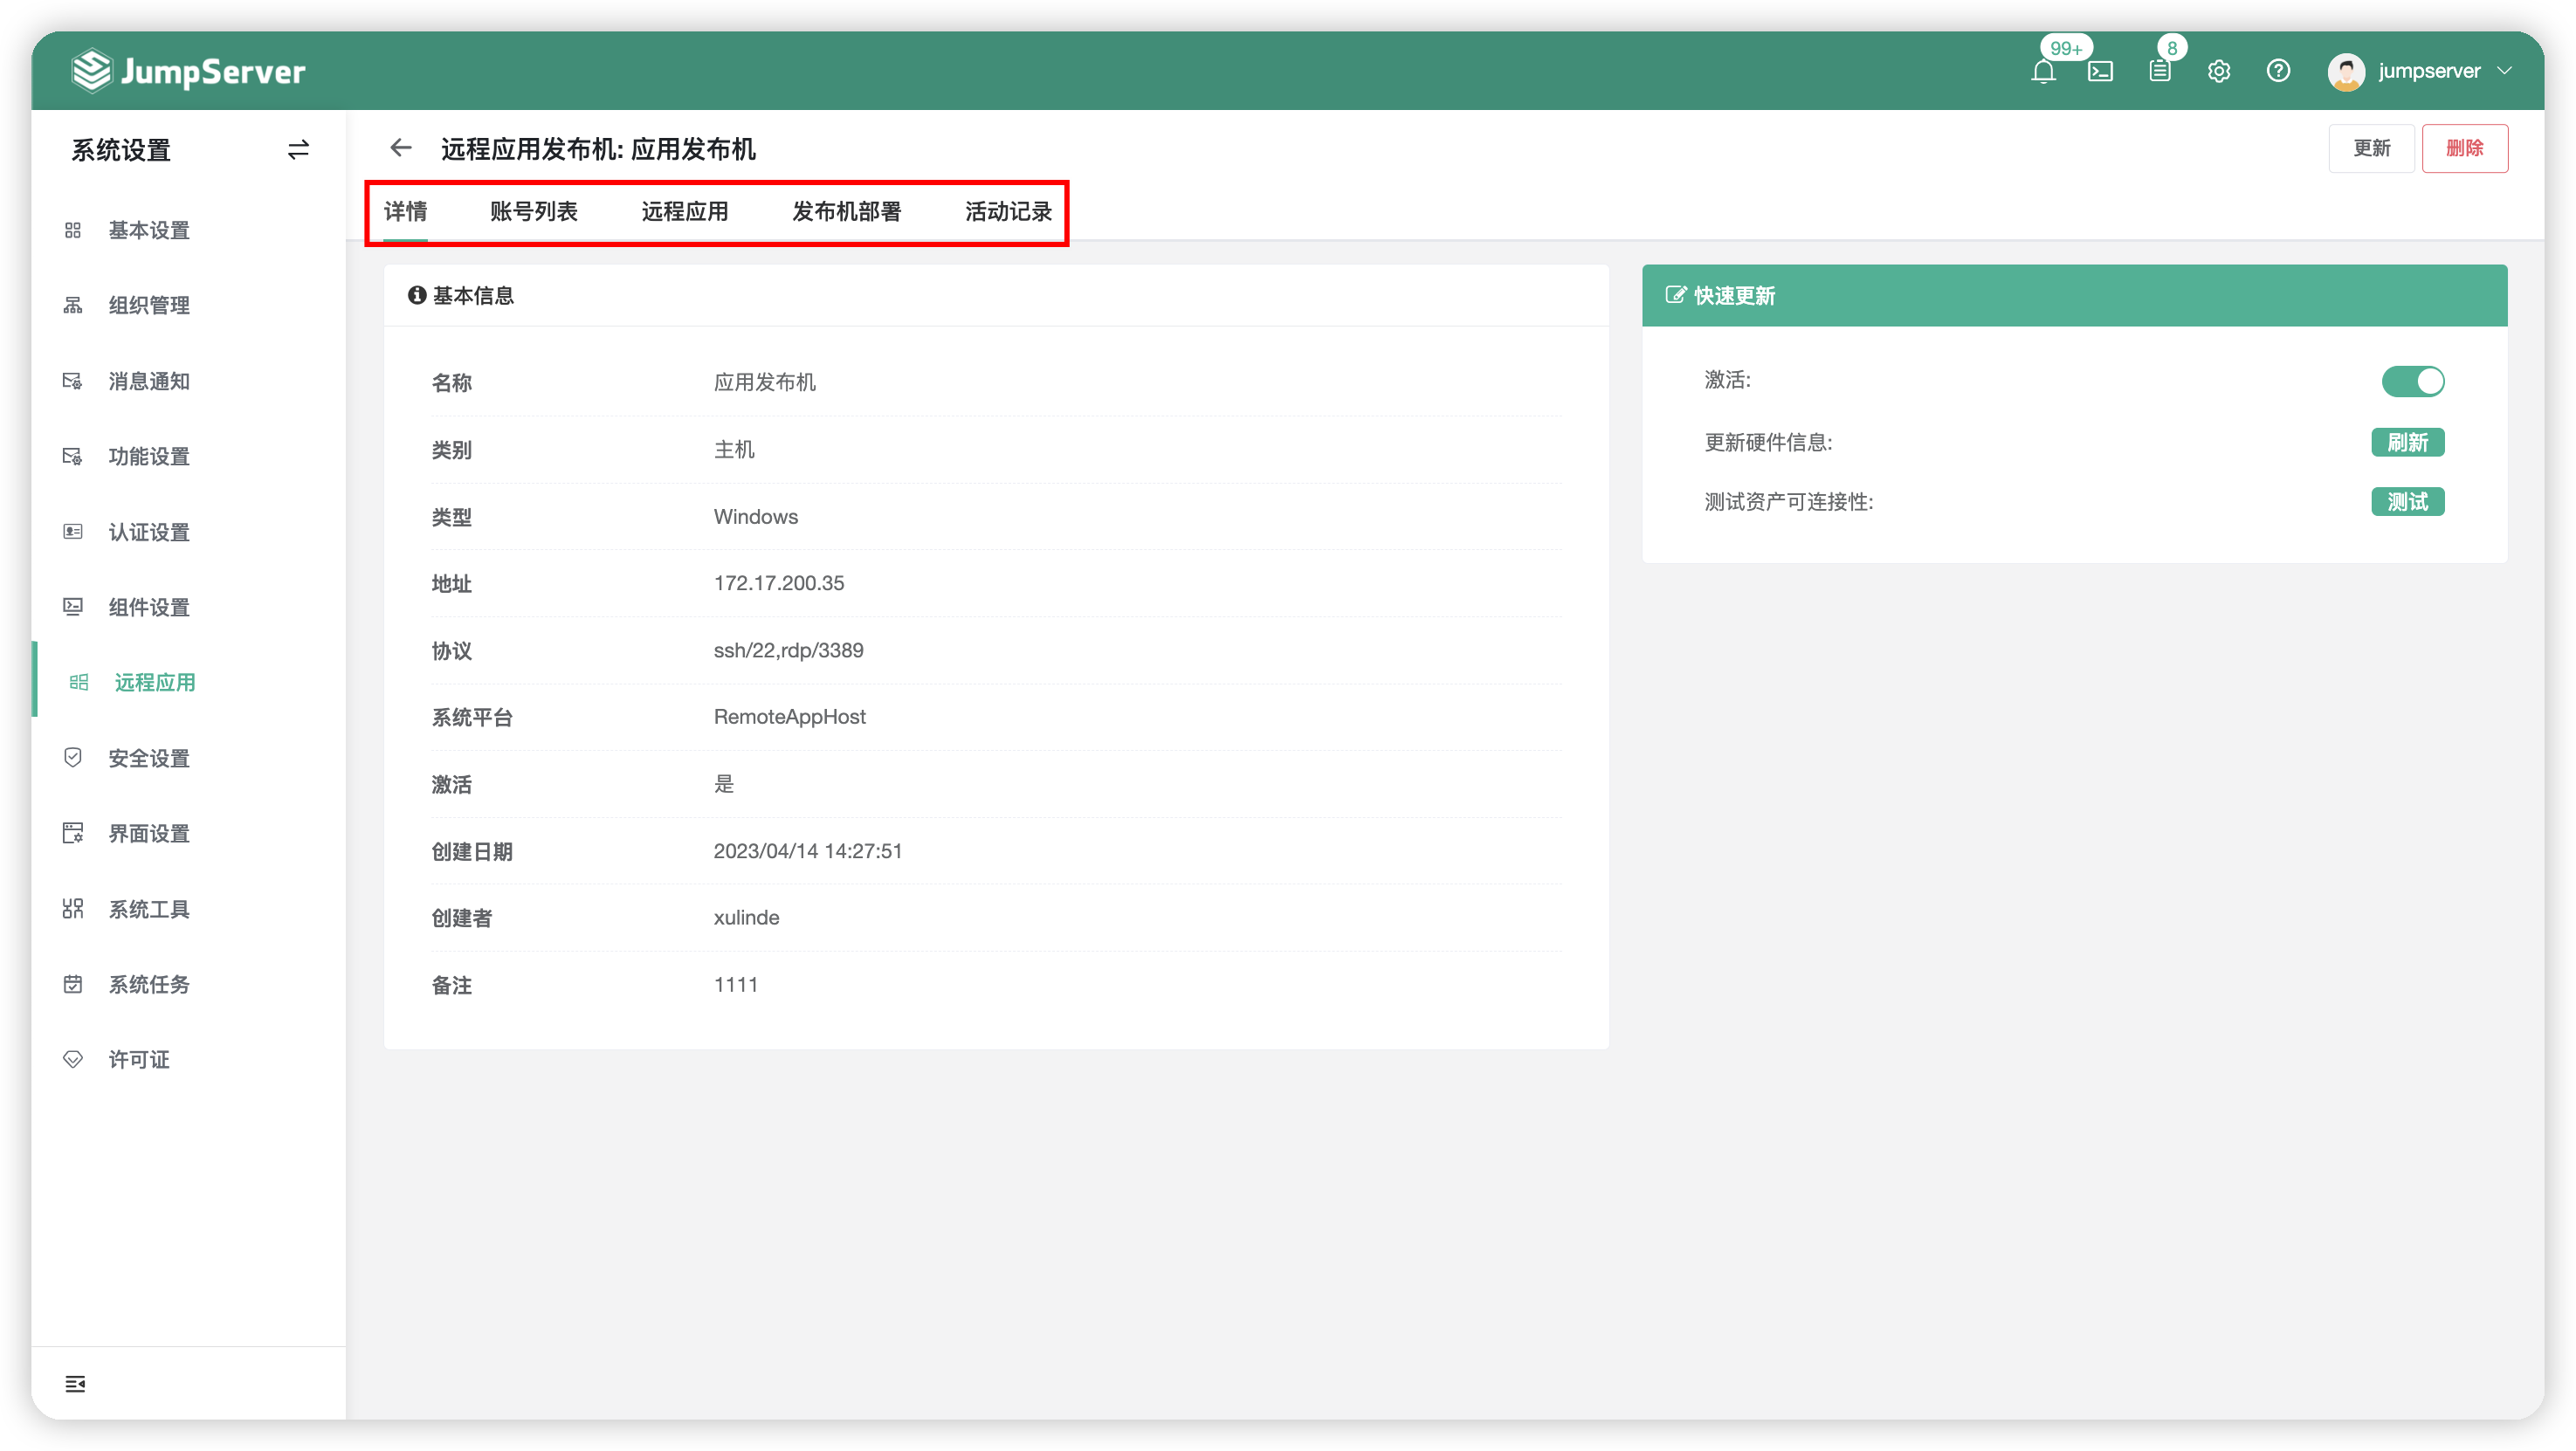 JumpServer
99+
8
jumpserver
系统设置
远程应用发布机: 应用发布机
更新
删除
详情
账号列表
远程应用
发布机部署
活动记录
基本设置
组织管理
消息通知
功能设置
认证设置
组件设置
远程应用
安全设置
界面设置
系统工具
系统任务
许可证
基本信息
名称 应用发布机
类别 主机
类型 Windows
地址 172.17.200.35
协议 ssh/22,rdp/3389
系统平台 RemoteAppHost
激活 是
创建日期 2023/04/14 14:27:51
创建者 xulinde
备注 1111
快速更新
激活:
更新硬件信息: 刷新
测试资产可连接性: 测试